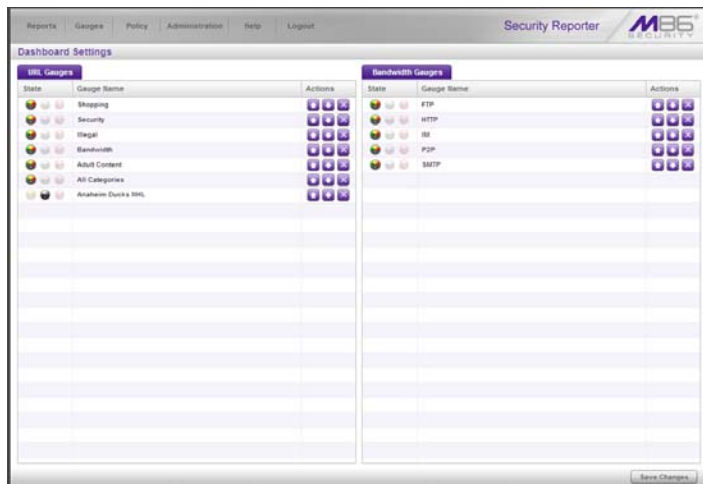 Reports Gauges Policy Administration Help Logout
Security Reporter
M86
SECURITY
Dashboard Settings
URL Gauges
State Gauge Name Actions
Shopping
Security
Illegal
Bandwidth
Adult Content
All Categories
Anaheim Ducks NHL
Bandwidth Gauges
State Gauge Name Actions
FTP
HTTP
IM
P2P
SMTP
Save Changes